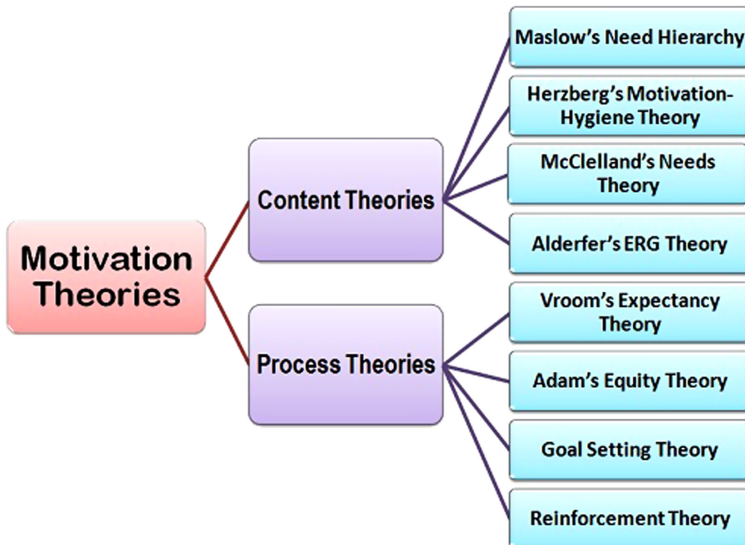 Motivation
Theories
Content Theories
Process Theories
Maslow's Need Hierarchy
Herzberg's Motivation-
Hygiene Theory
McClelland's Needs
Theory
Alderfer's ERG Theory
Vroom's Expectancy
Theory
Adam's Equity Theory
Goal Setting Theory
Reinforcement Theory